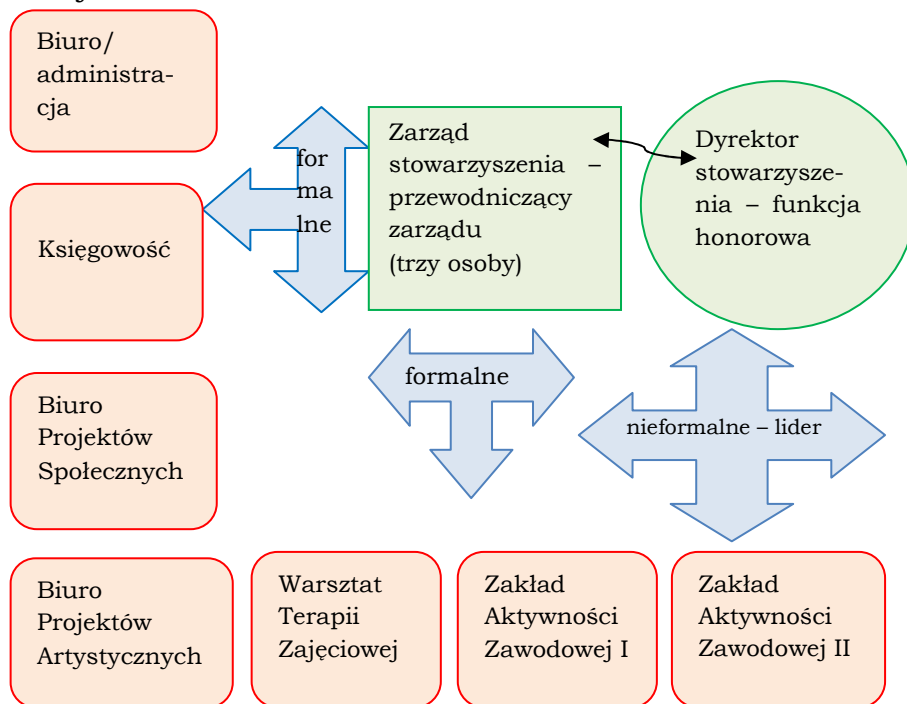 Biuro/
administra-
cja
Księgowość
Biuro
Projektów
Społecznych
Biuro
Projektów
Artystycznych
for
ma
lne
Zarząd
stowarzyszenia –
przewodniczący
zarządu
(trzy osoby)
Dyrektor
stowarzysze-
nia – funkcja
honorowa
formalne
nieformalne – lider
Warsztat
Terapii
Zajęciowej
Zakład
Aktywności
Zawodowej I
Zakład
Aktywności
Zawodowej II